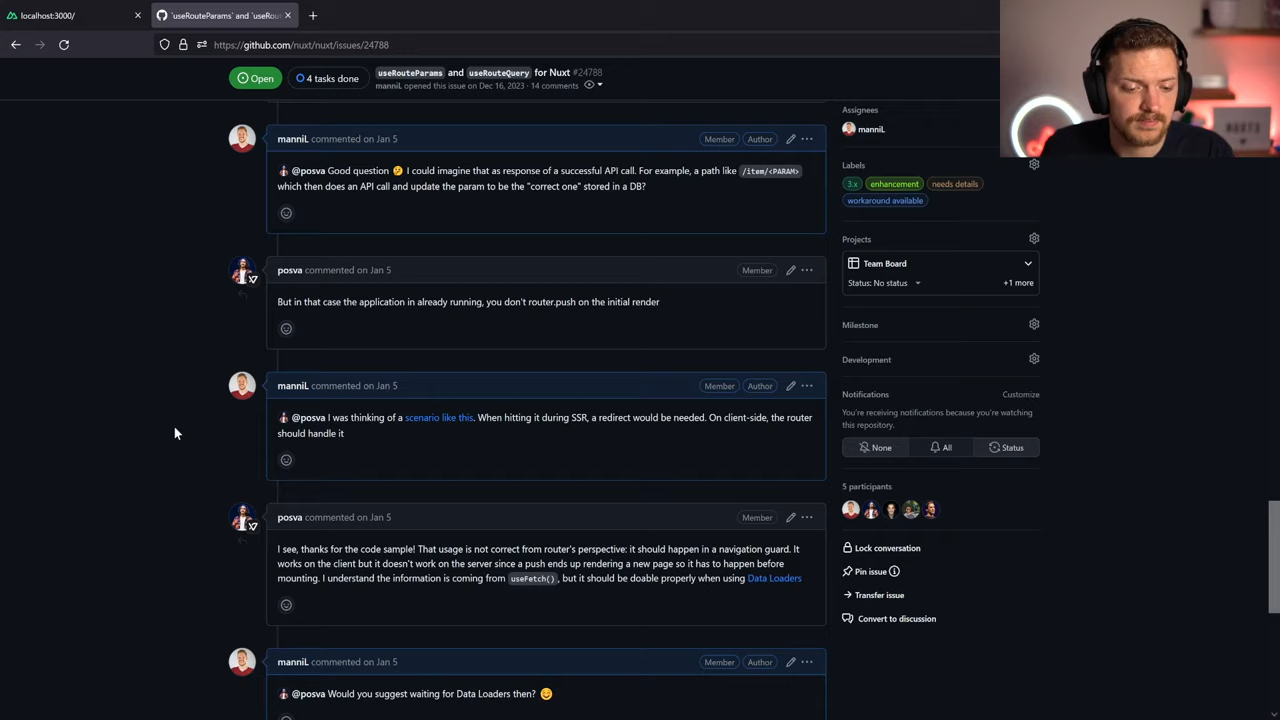 localhost:3000/
`useRouteParams` and `useRou
https://github.com/nuxt/nuxt/issues/24788
Open
4 tasks done
useRouteParams and useRouteQuery for Nuxt #24788
manniL opened this issue on Dec 16, 2023 · 14 comments
manniL commented on Jan 5
Member
Author
@posva Good question 🤔 I could imagine that as response of a successful API call. For example, a path like /item/<PARAM>
which then does an API call and update the param to be the "correct one" stored in a DB?
posva commented on Jan 5
Member
But in that case the application in already running, you don't router.push on the initial render
manniL commented on Jan 5
Member
Author
@posva I was thinking of a scenario like this. When hitting it during SSR, a redirect would be needed. On client-side, the router
should handle it
posva commented on Jan 5
Member
I see, thanks for the code sample! That usage is not correct from router's perspective: it should happen in a navigation guard. It
works on the client but it doesn't work on the server since a push ends up rendering a new page so it has to happen before
mounting. I understand the information is coming from useFetch(), but it should be doable properly when using Data Loaders
manniL commented on Jan 5
Member
Author
@posva Would you suggest waiting for Data Loaders then? 😊
Assignees
manniL
Labels
3.x
enhancement
needs details
workaround available
Projects
Team Board
Status: No status
+1 more
Milestone
Development
Notifications
Customize
You're receiving notifications because you're watching
this repository.
None
All
Status
5 participants
Lock conversation
Pin issue
Transfer issue
Convert to discussion